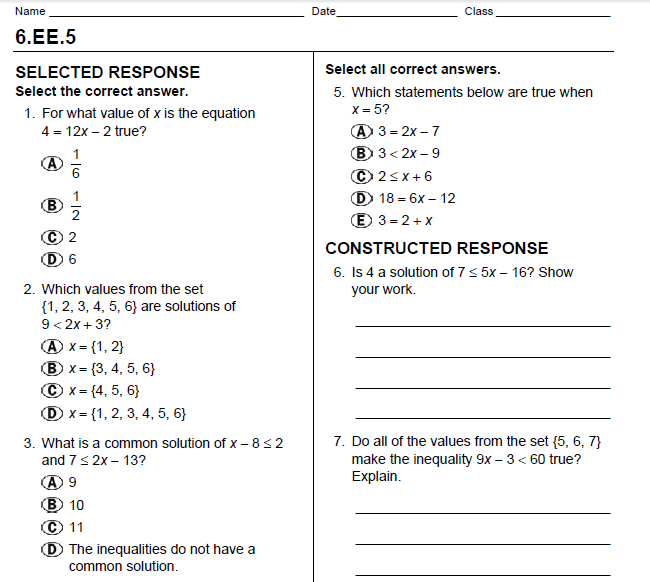 Name Date Class
6.EE.5
SELECTED RESPONSE
Select the correct answer.
1. For what value of x is the equation
4 = 12x – 2 true?
A 1/6
B 1/2
C 2
D 6
2. Which values from the set
{1, 2, 3, 4, 5, 6} are solutions of
9 < 2x + 3?
A x = {1, 2}
B x = {3, 4, 5, 6}
C x = {4, 5, 6}
D x = {1, 2, 3, 4, 5, 6}
3. What is a common solution of x – 8 ≤ 2
and 7 ≤ 2x – 13?
A 9
B 10
C 11
D The inequalities do not have a
common solution.
Select all correct answers.
5. Which statements below are true when
x = 5?
A 3 = 2x – 7
B 3 < 2x – 9
C 2 ≤ x + 6
D 18 = 6x – 12
E 3 = 2 + x
CONSTRUCTED RESPONSE
6. Is 4 a solution of 7 ≤ 5x – 16? Show
your work.
7. Do all of the values from the set {5, 6, 7}
make the inequality 9x – 3 < 60 true?
Explain.